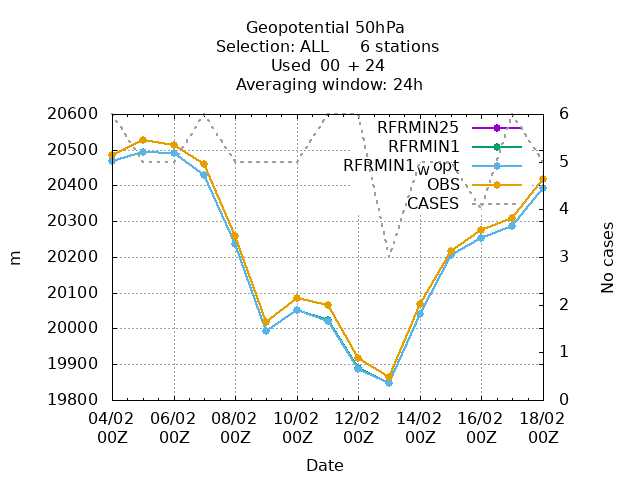 Geopotential 50hPa
Selection: ALL      6 stations
Used  00  + 24
Averaging window: 24h
20600
20500
20400
20300
20200
20100
20000
19900
19800
m
6
5
4
3
2
1
0
No cases
RFRMIN25
RFRMIN1
RFRMIN1_w_opt
OBS
CASES
04/02 06/02 08/02 10/02 12/02 14/02 16/02 18/02
00Z 00Z 00Z 00Z 00Z 00Z 00Z 00Z
Date